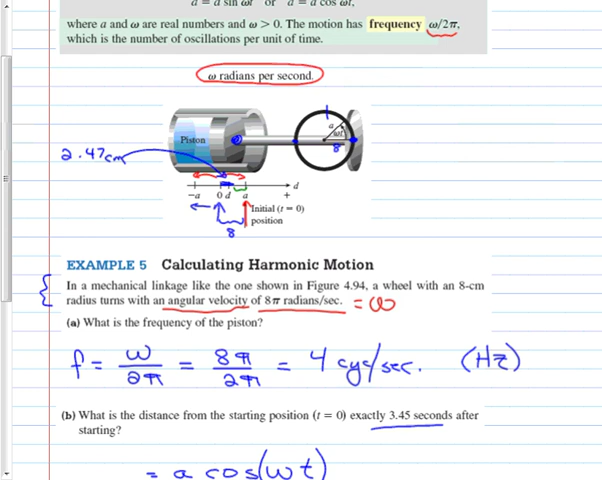 d = a sin ωt or d = a cos ωt,
where a and ω are real numbers and ω > 0. The motion has frequency ω/2π,
which is the number of oscillations per unit of time.
ω radians per second.
a
ωt
8
Piston
2.47cm
d
−a 0 d a +
Initial (t = 0)
position
8
EXAMPLE 5 Calculating Harmonic Motion
In a mechanical linkage like the one shown in Figure 4.94, a wheel with an 8-cm
radius turns with an angular velocity of 8π radians/sec. = ω
(a) What is the frequency of the piston?
f = ω/2π = 8π/2π = 4 cyc/sec. (Hz)
(b) What is the distance from the starting position (t = 0) exactly 3.45 seconds after
starting?
= a cos(ωt)